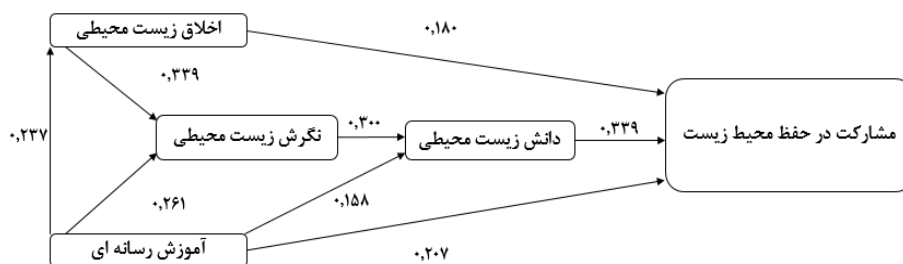 اخلاق زیست محیطی
۰,۱۸۰
۰,۳۳۹
۰,۲۳۷
نگرش زیست محیطی
۰,۳۰۰
دانش زیست محیطی
۰,۳۳۹
مشارکت در حفظ محیط زیست
۰,۲۶۱
۰,۱۵۸
آموزش رسانه ای
۰,۲۰۷